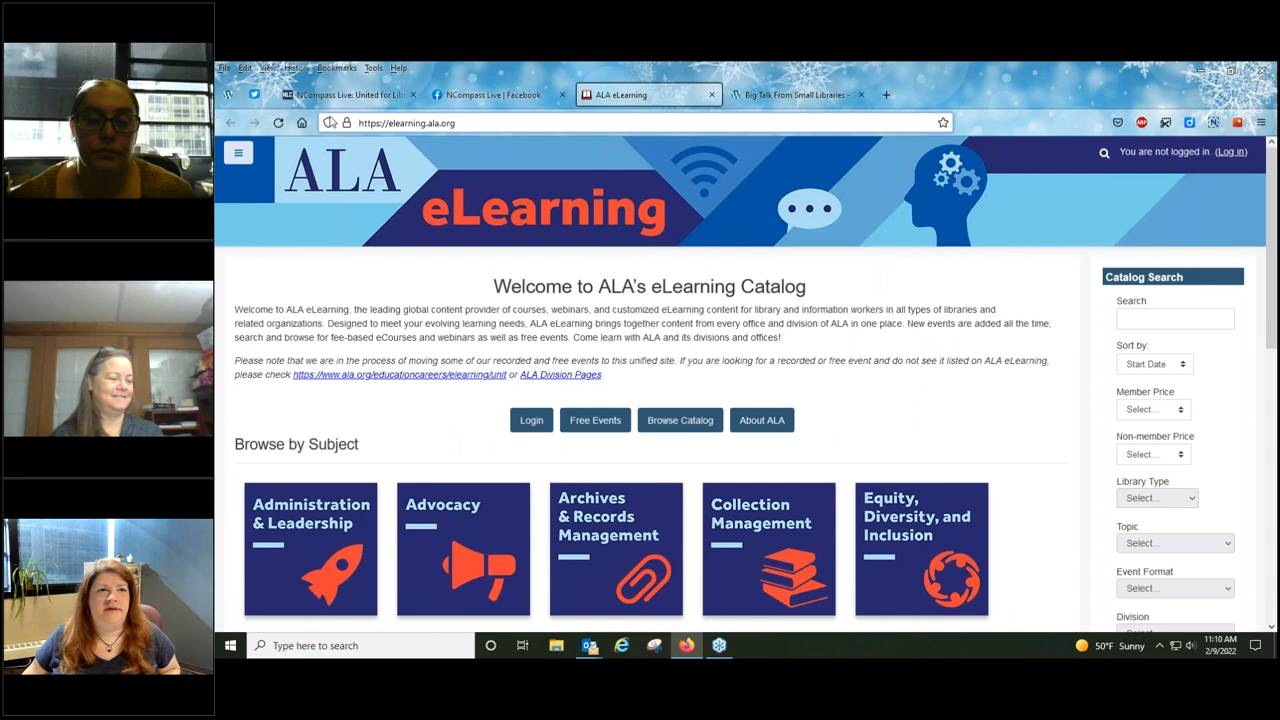 File Edit View History Bookmarks Tools Help
NCompass Live: United for Lib
NCompass Live | Facebook
ALA eLearning
Big Talk From Small Libraries –
https://elearning.ala.org
ALA
eLearning
You are not logged in. (Log in)
Welcome to ALA's eLearning Catalog
Welcome to ALA eLearning, the leading global content provider of courses, webinars, and customized eLearning content for library and information workers in all types of libraries and
related organizations. Designed to meet your evolving learning needs, ALA eLearning brings together content from every office and division of ALA in one place. New events are added all the time;
search and browse for fee-based eCourses and webinars as well as free events. Come learn with ALA and its divisions and offices!
Please note that we are in the process of moving some of our recorded and free events to this unified site. If you are looking for a recorded or free event and do not see it listed on ALA eLearning,
please check https://www.ala.org/educationcareers/elearning/unit or ALA Division Pages.
Login
Free Events
Browse Catalog
About ALA
Browse by Subject
Administration
& Leadership
Advocacy
Archives
& Records
Management
Collection
Management
Equity,
Diversity, and
Inclusion
Catalog Search
Search
Sort by:
Start Date
Member Price
Select...
Non-member Price
Select...
Library Type
Select...
Topic
Select...
Event Format
Select...
Division
Type here to search
50°F Sunny
11:10 AM
2/9/2022